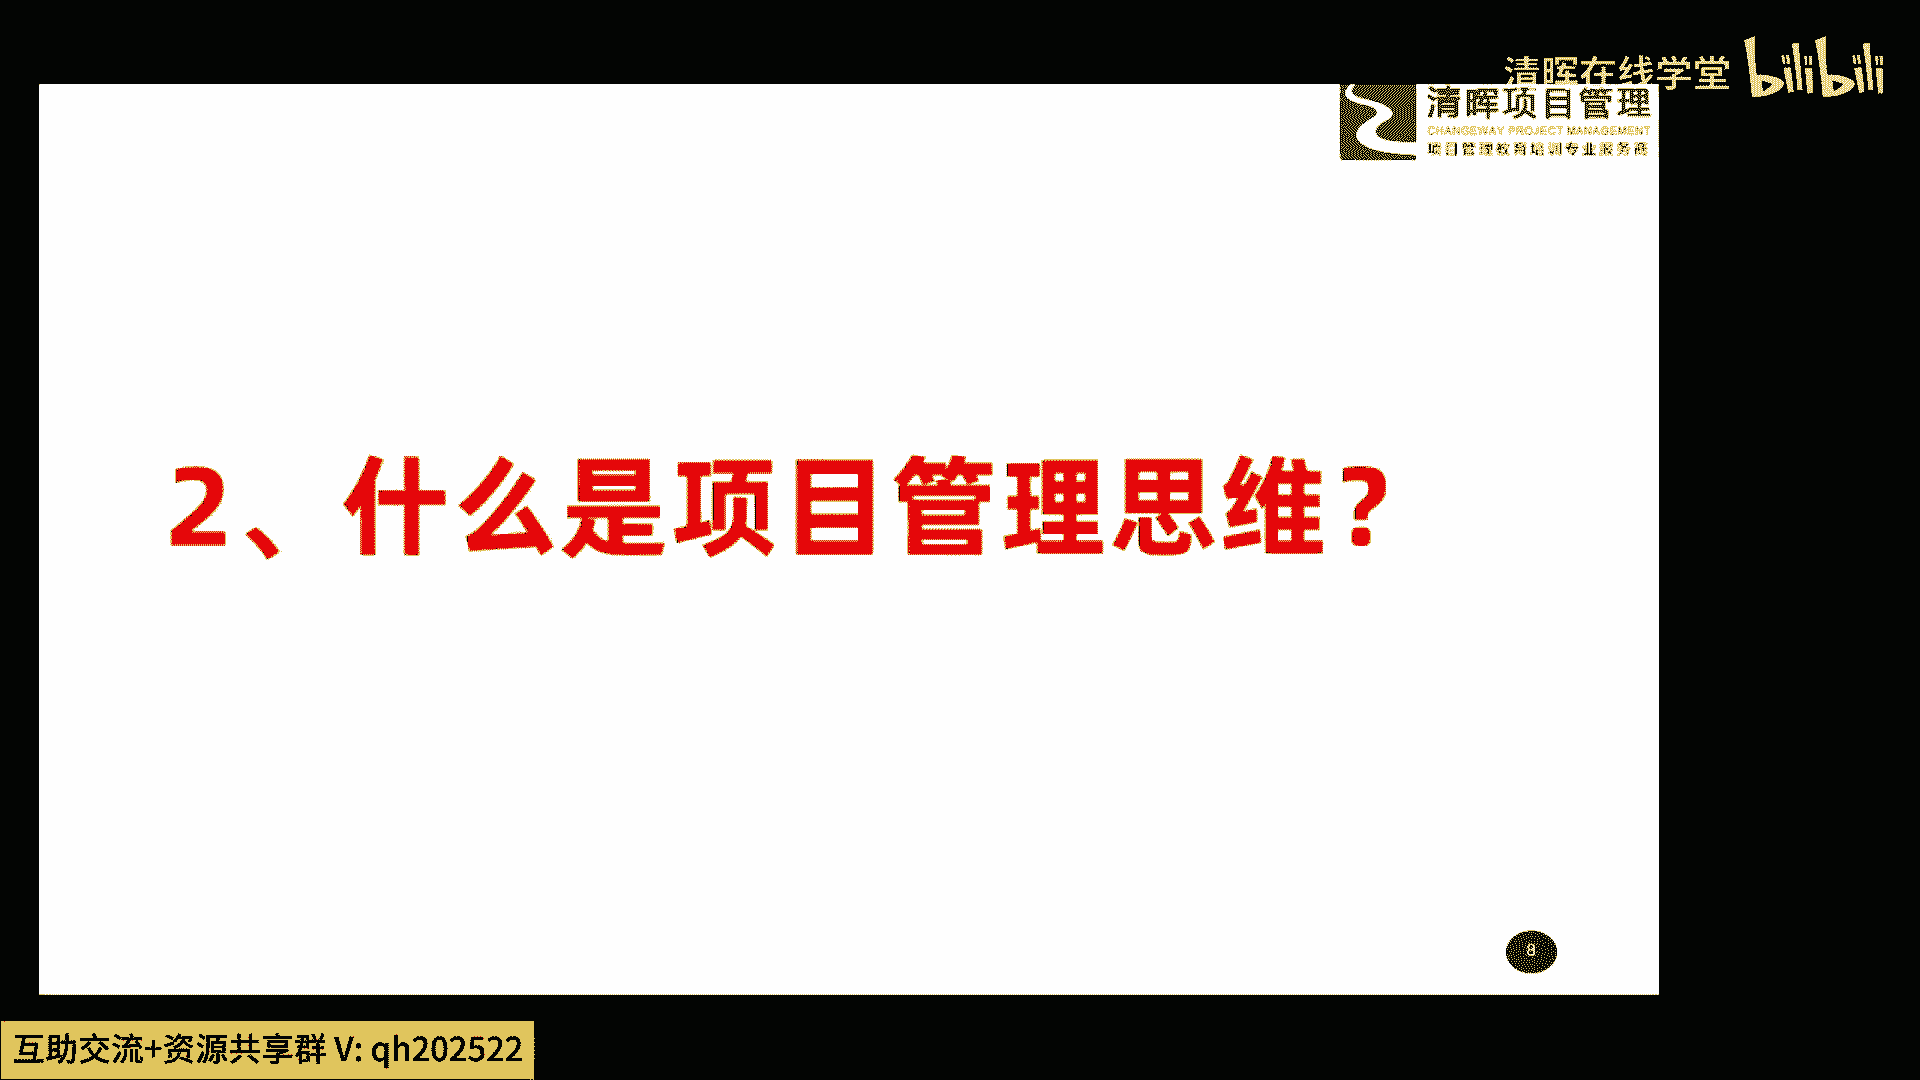 清晖在线学堂 bilibili
清晖项目管理
CHANGEWAY PROJECT MANAGEMENT
项目管理教育培训专业服务商
2、什么是项目管理思维?
8
互助交流+资源共享群 V: qh202522